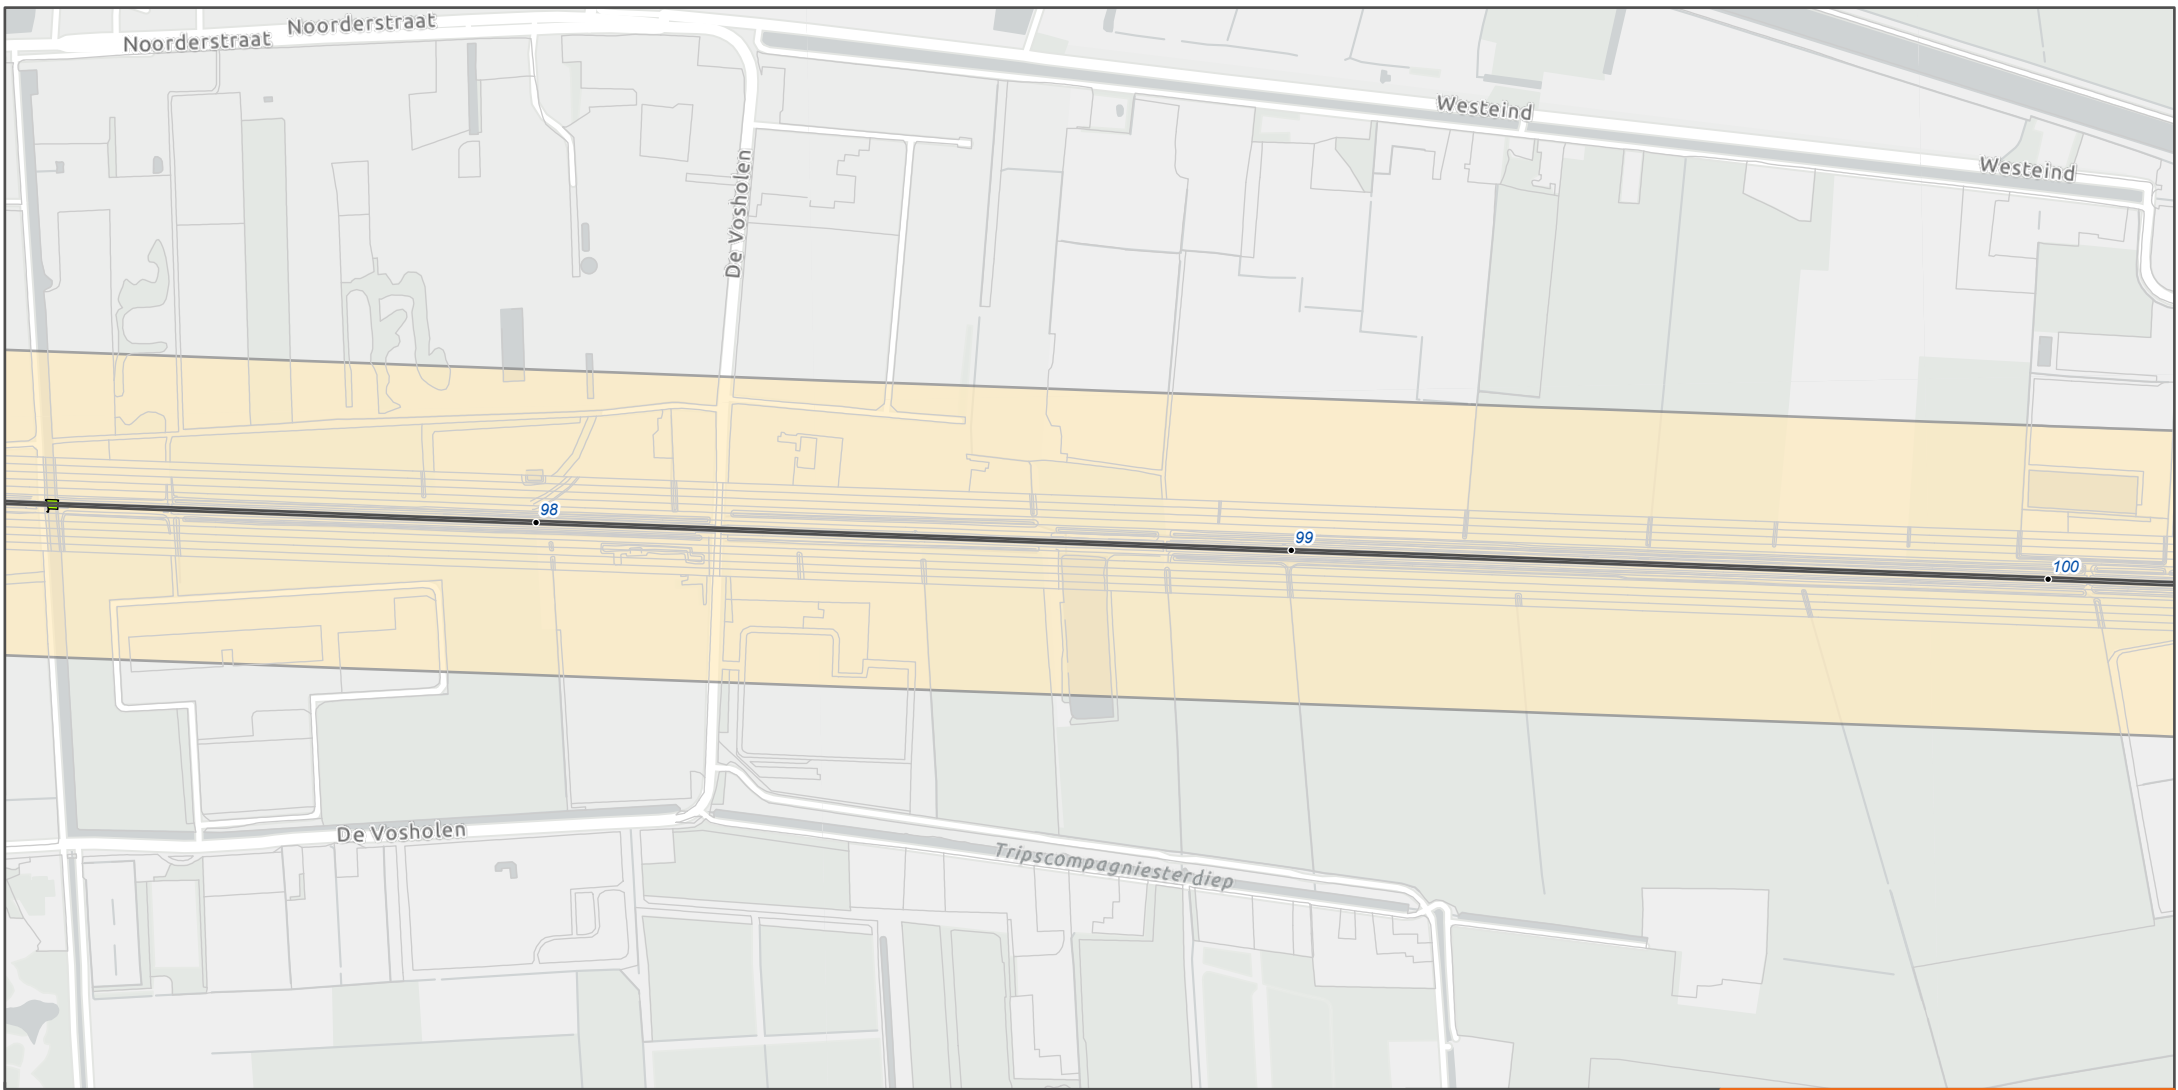 Noorderstraat
Noorderstraat
Westeind
Westeind
De Vosholen
98
99
100
De Vosholen
Tripscompagniesterdiep